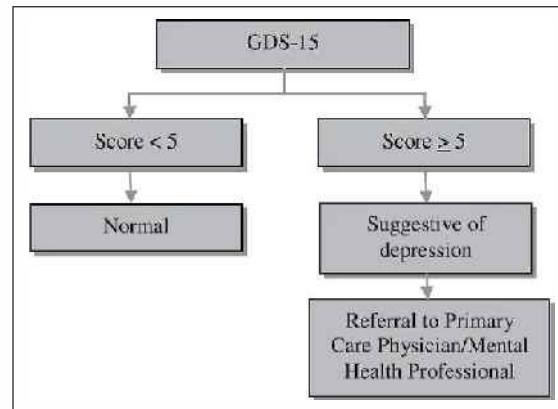 GDS-15
Score < 5
Score ≥ 5
Normal
Suggestive of
depression
Referral to Primary
Care Physician/Mental
Health Professional